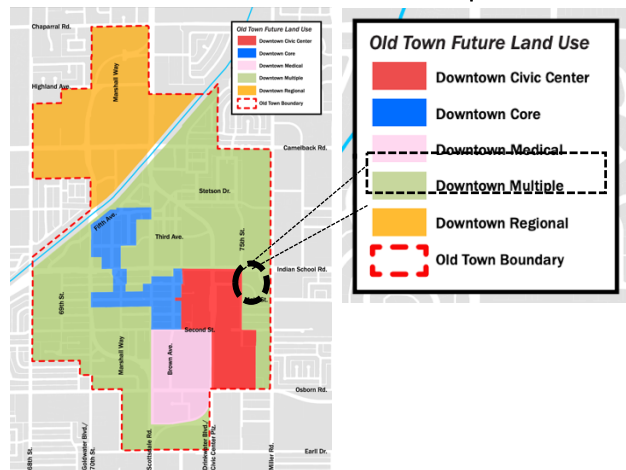 Chaparral Rd.
Old Town Future Land Use
Downtown Civic Center
Downtown Core
Downtown Medical
Downtown Multiple
Downtown Regional
Old Town Boundary
Marshall Way
Highland Ave.
Camelback Rd.
Stetson Dr.
Fifth Ave.
Third Ave.
75th St.
Indian School Rd.
69th St.
Second St.
Marshall Way
Brown Ave.
Osborn Rd.
68th St.
Goldwater Blvd./
70th St.
Scottsdale Rd.
Drinkwater Blvd./
Civic Center Plz.
Miller Rd.
Earll Dr.
Old Town Future Land Use
Downtown Civic Center
Downtown Core
Downtown Medical
Downtown Multiple
Downtown Regional
Old Town Boundary